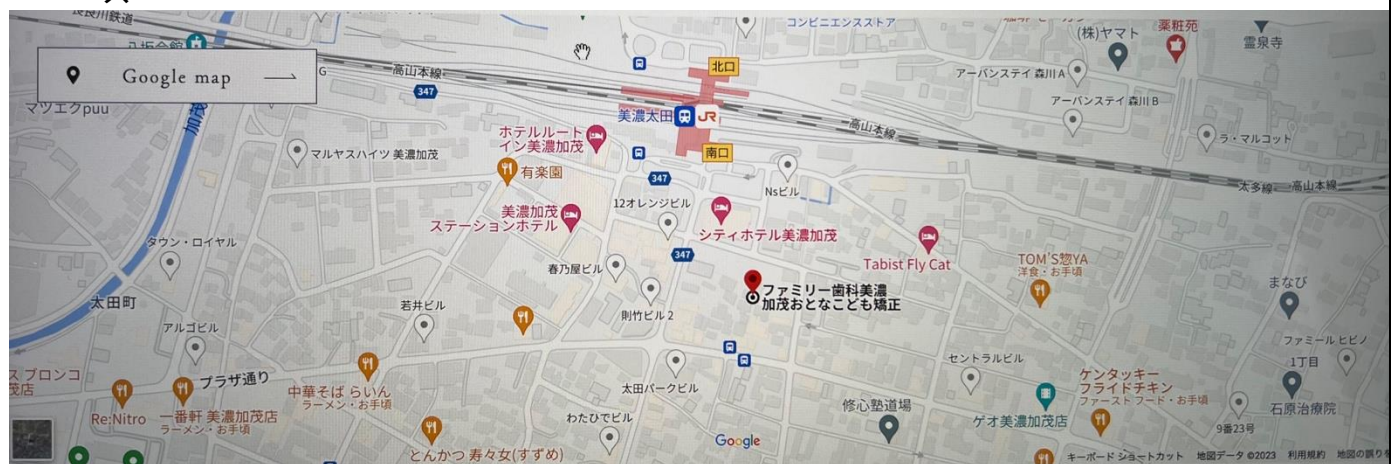 長良川鉄道
八坂会館
Google map
G
マツエクpuu
加茂
高山本線
347
コンビニエンスストア
北口
美濃太田
JR
南口
高山本線
太多線
高山本線
(株)ヤマト
薬粧苑
霊泉寺
アーバンステイ 森川A
アーバンステイ 森川B
ラ・マルコット
マルヤスハイツ 美濃加茂
ホテルルート
イン美濃加茂
有楽園
347
Nsビル
12オレンジビル
美濃加茂
ステーションホテル
シティホテル美濃加茂
347
Tabist Fly Cat
タウン・ロイヤル
春乃屋ビル
TOM'S惣YA
洋食・お手頃
ファミリー歯科美濃
加茂おとなこども矯正
まなび
太田町
若井ビル
則竹ビル 2
アルゴビル
ファミール ヒビノ
プラザ通り
セントラルビル
1丁目
太田パークビル
ケンタッキー
フライドチキン
ファースト フード・お手頃
ス ブロンコ
茂店
中華そば らいん
ラーメン・お手頃
Re:Nitro
一番軒 美濃加茂店
ラーメン・お手頃
修心塾道場
石原治療院
わたひでビル
ゲオ美濃加茂店
9番23号
Google
とんかつ 寿々女(すずめ)
キーボード ショートカット
地図データ ©2023
利用規約
地図の誤り